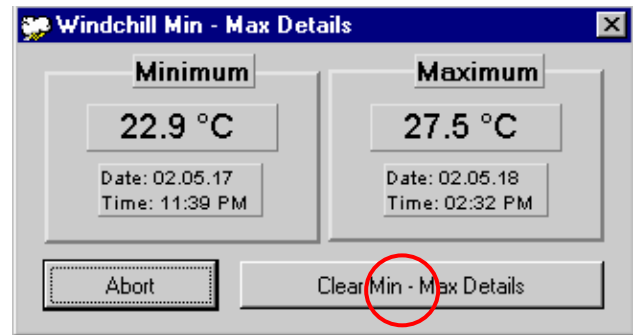 Windchill Min - Max Details
Minimum
22.9 °C
Date: 02.05.17
Time: 11:39 PM
Maximum
27.5 °C
Date: 02.05.18
Time: 02:32 PM
Abort
Clear Min - Max Details